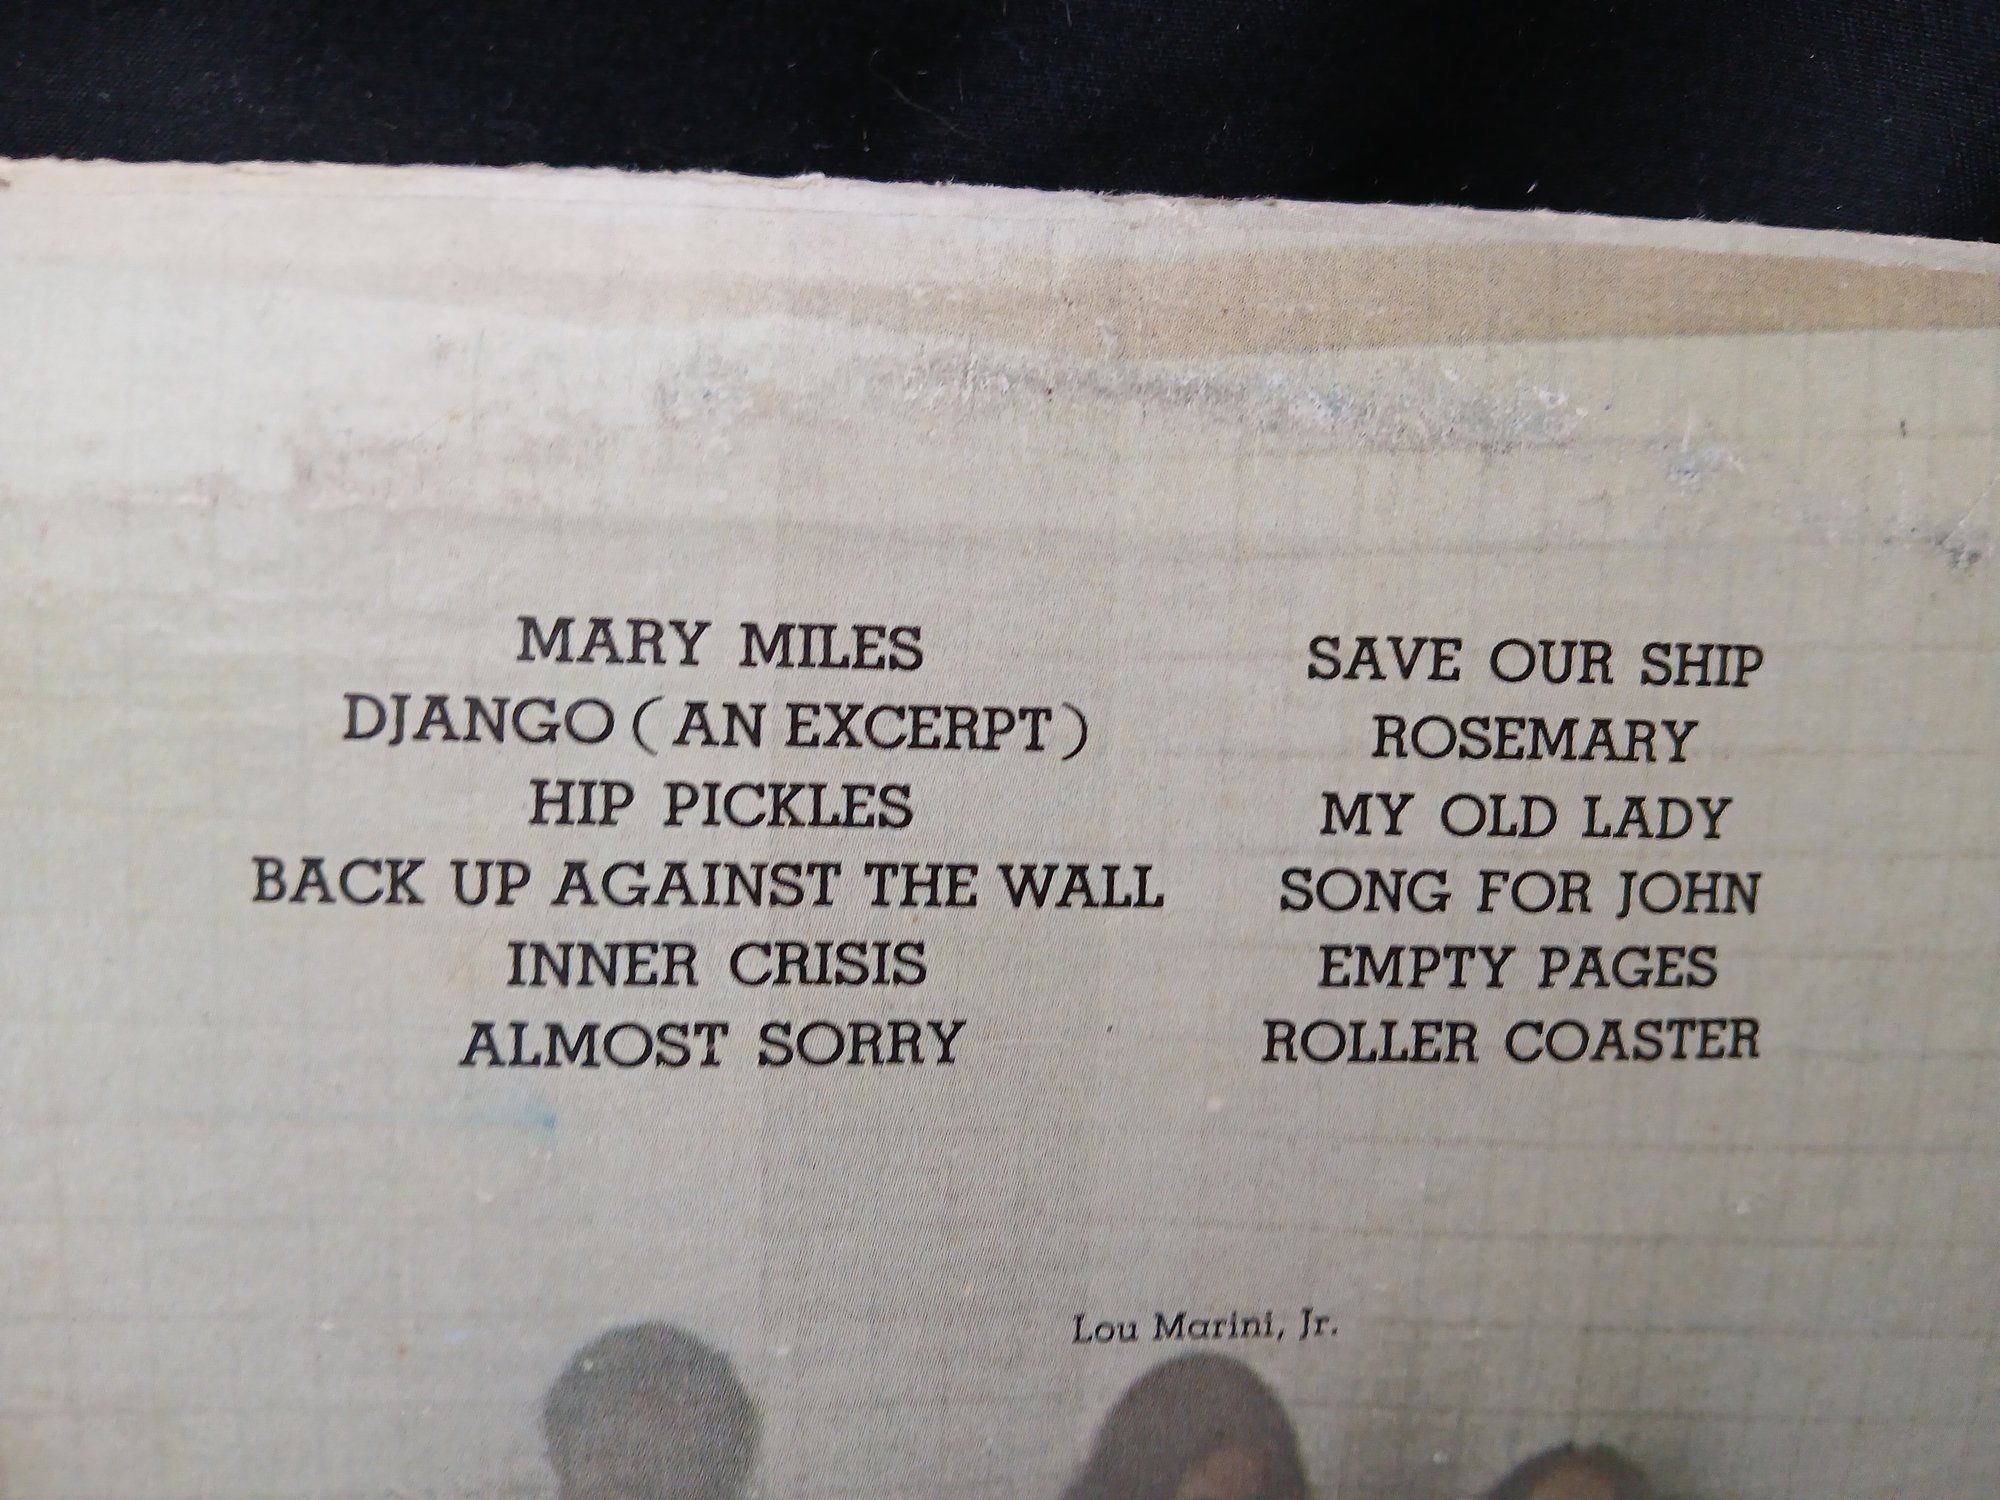 MARY MILES
DJANGO (AN EXCERPT)
HIP PICKLES
BACK UP AGAINST THE WALL
INNER CRISIS
ALMOST SORRY
SAVE OUR SHIP
ROSEMARY
MY OLD LADY
SONG FOR JOHN
EMPTY PAGES
ROLLER COASTER
Lou Marini, Jr.